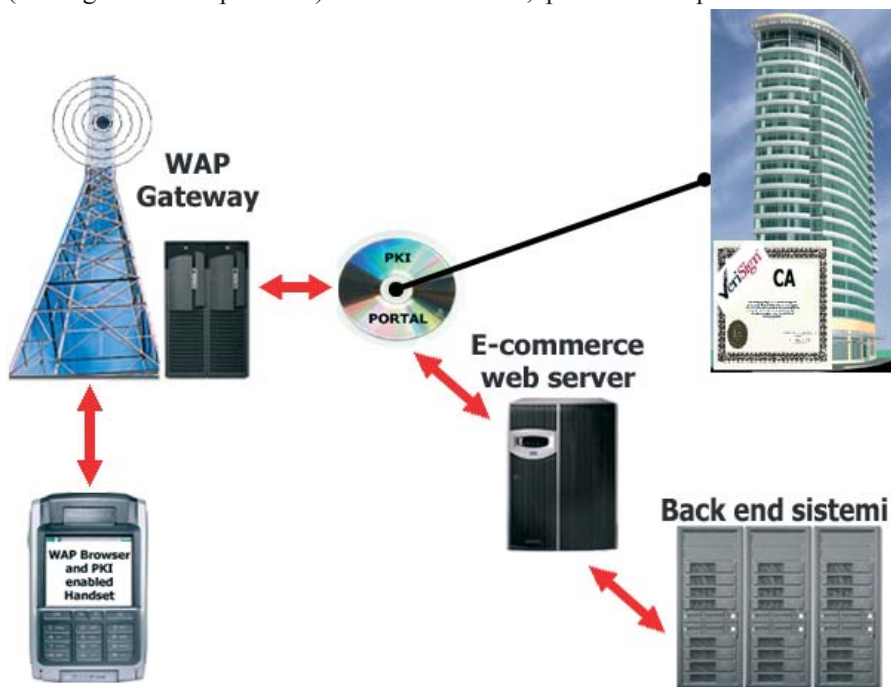 WAP
Gateway
PKI
PORTAL
VeriSign
CA
E-commerce
web server
Back end sistemi
WAP Browser
and PKI
enabled
Handset